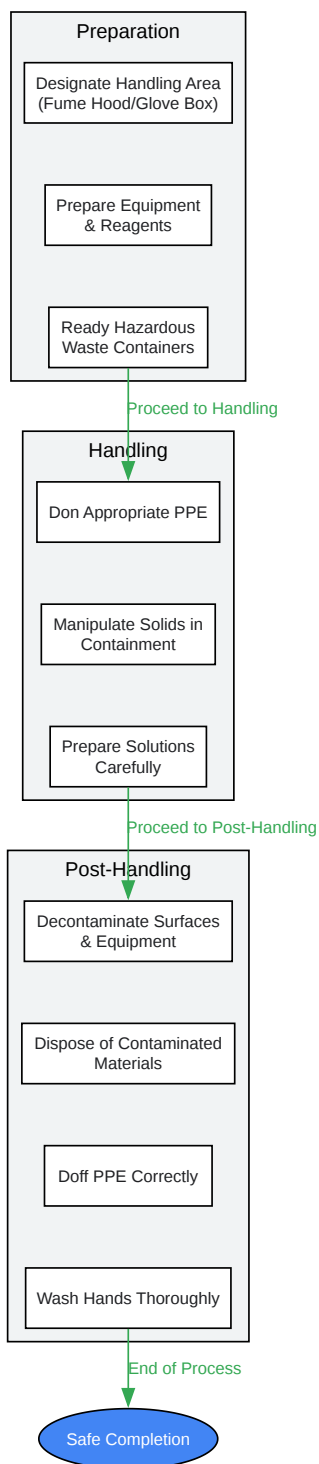 Preparation
Designate Handling Area
(Fume Hood/Glove Box)
Prepare Equipment
& Reagents
Ready Hazardous
Waste Containers
Proceed to Handling
Handling
Don Appropriate PPE
Manipulate Solids in
Containment
Prepare Solutions
Carefully
Proceed to Post-Handling
Post-Handling
Decontaminate Surfaces
& Equipment
Dispose of Contaminated
Materials
Doff PPE Correctly
Wash Hands Thoroughly
End of Process
Safe Completion